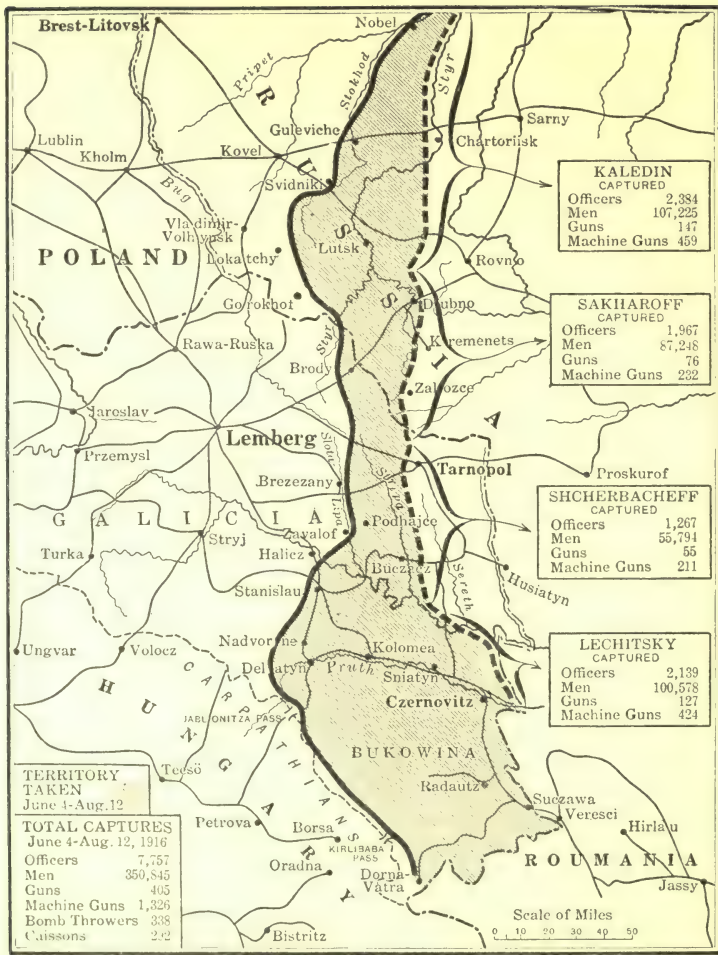 Nobel
Brest-Litovsk
Pripet
Stokhod
Styr
R U S S I A
Lublin
Kholm
Kovel
Guleviche
Sarny
Chartoriisk
Svidniki
Bug
Vladimir-
Volhynsk
Lokatchy
Lutsk
Rovno
POLAND
Gorokhof
Dubno
Styr
Kremenets
Rawa-Ruska
Brody
Zalozce
Jaroslav
Lemberg
Przemysl
Slota
Lipa
Tarnopol
Proskurof
Brezezany
Stripa
GALICIA
Podhajce
Zavalof
Stryj
Halicz
Turka
Buczacz
Husiatyn
Stanislau
Sereth
Ungvar
Volocz
Nadvorne
Kolomea
Delatyn
Pruth
Sniatyn
HUNGARY
CARPATHIANS
JABLONITZA PASS
Czernovitz
BUKOWINA
Tecsö
Radautz
Petrova
Borsa
Suczawa
Veresci
Hirlau
KIRLIBABA
PASS
ROUMANIA
Oradna
Dorna-
Vatra
Jassy
Bistritz
KALEDIN
CAPTURED
Officers 2,384
Men 107,225
Guns 147
Machine Guns 459
SAKHAROFF
CAPTURED
Officers 1,967
Men 87,248
Guns 76
Machine Guns 232
SHCHERBACHEFF
CAPTURED
Officers 1,267
Men 55,794
Guns 55
Machine Guns 211
LECHITSKY
CAPTURED
Officers 2,139
Men 100,578
Guns 127
Machine Guns 424
TERRITORY
TAKEN
June 4-Aug.12
TOTAL CAPTURES
June 4-Aug. 12, 1916
Officers 7,757
Men 350,845
Guns 405
Machine Guns 1,326
Bomb Throwers 338
Caissons
Scale of Miles
0 10 20 30 40 50